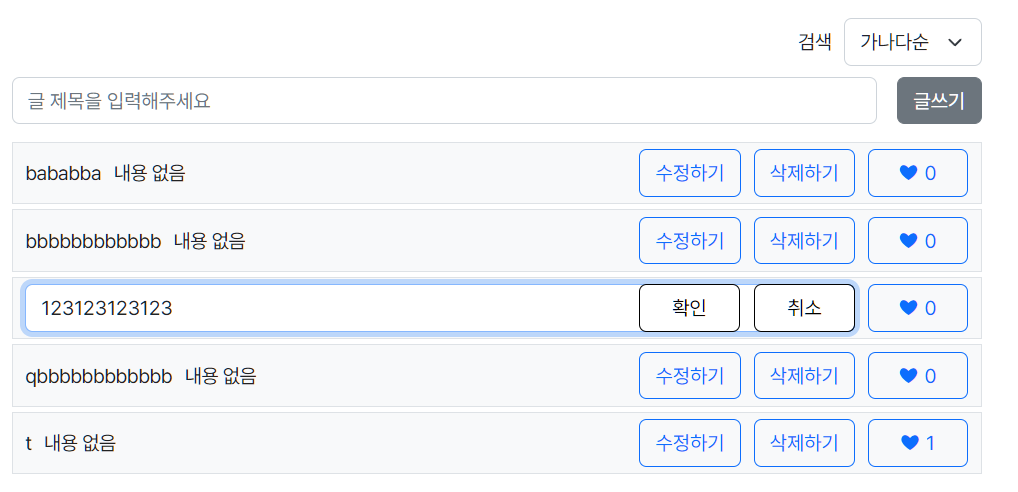 검색 가나다순
글 제목을 입력해주세요 글쓰기
bababba 내용 없음 수정하기 삭제하기 0
bbbbbbbbbbbb 내용 없음 수정하기 삭제하기 0
123123123123 확인 취소 0
qbbbbbbbbbbbb 내용 없음 수정하기 삭제하기 0
t 내용 없음 수정하기 삭제하기 1